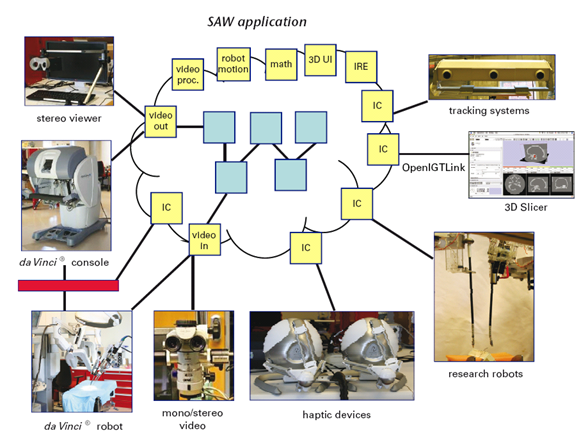 SAW application
video
proc.
robot
motion
math
3D UI
IRE
stereo viewer
video
out
IC
tracking systems
IC
OpenIGTLink
3D Slicer
da Vinci ® console
IC
video
in
IC
IC
research robots
da Vinci ® robot
mono/stereo
video
haptic devices